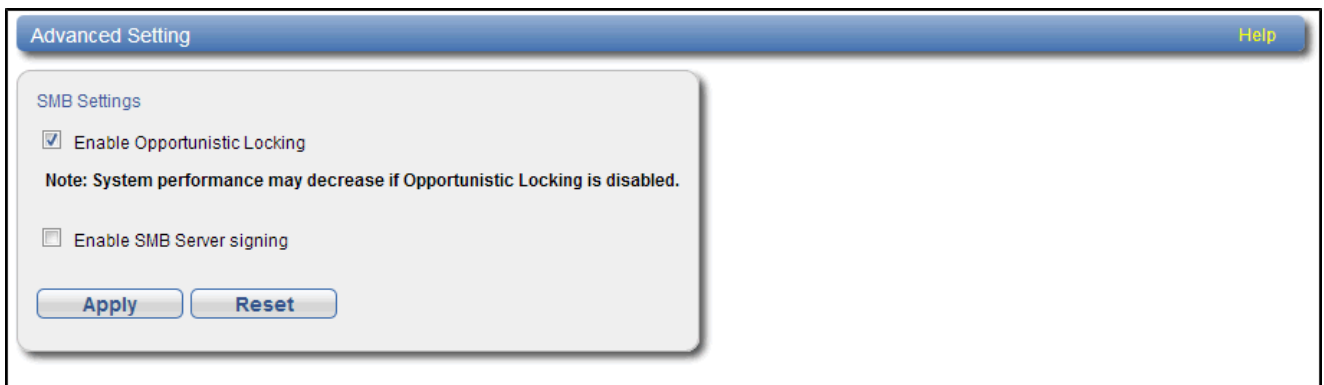 Advanced Setting Help
SMB Settings
Enable Opportunistic Locking
Note: System performance may decrease if Opportunistic Locking is disabled.
Enable SMB Server signing
Apply Reset